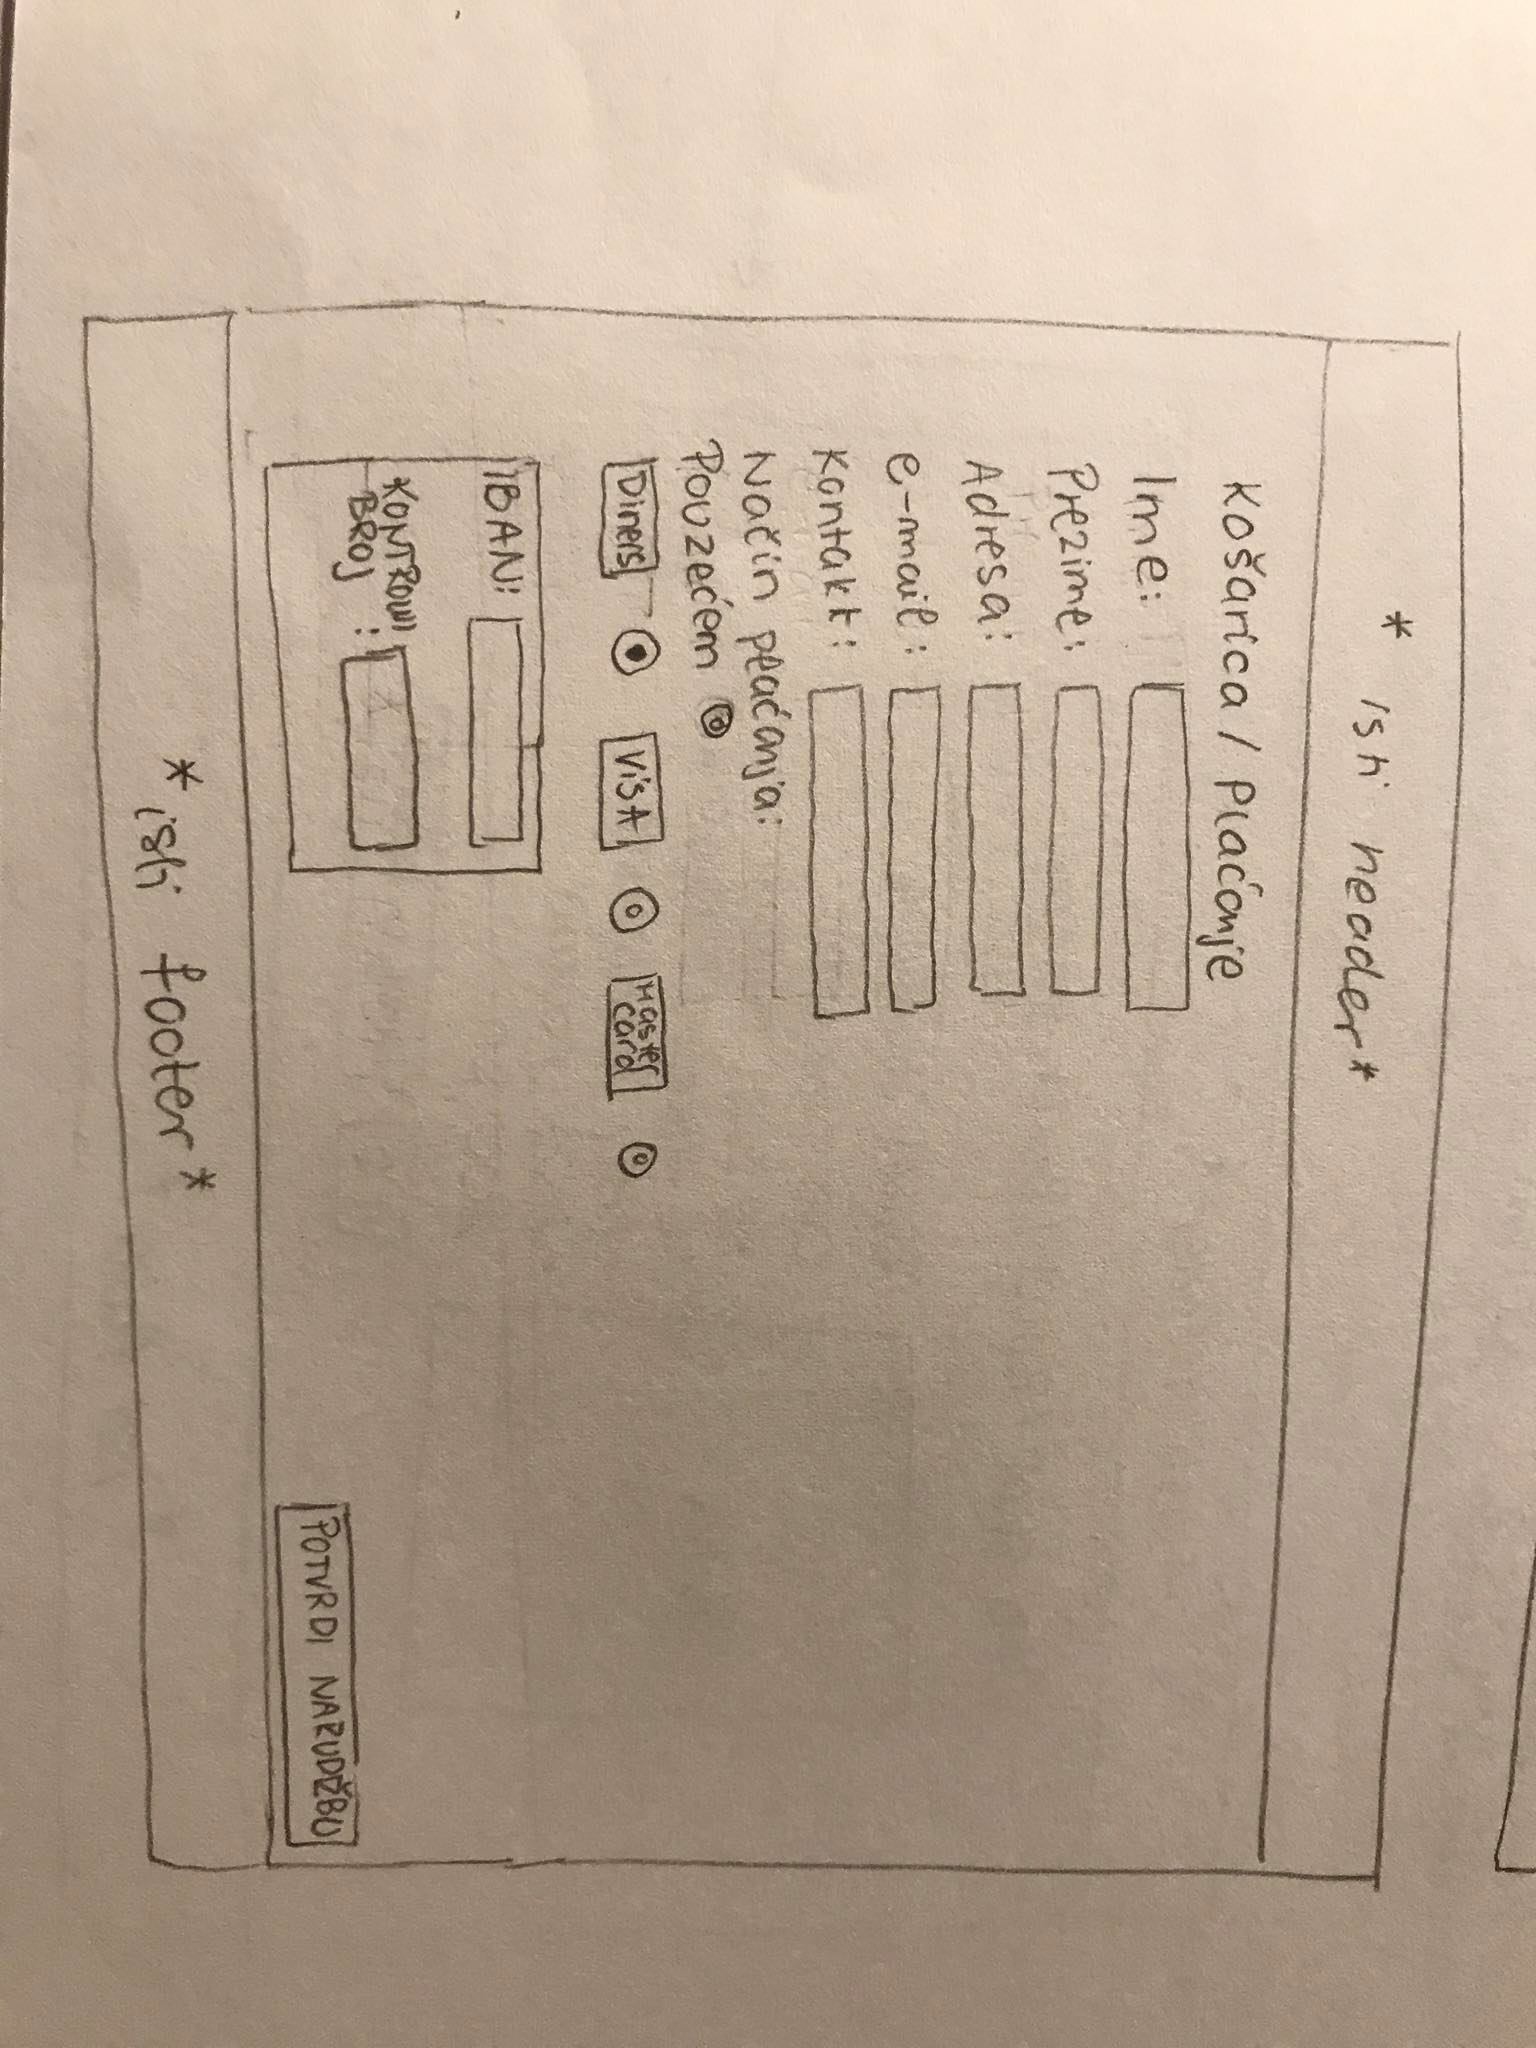 * isti header *
Košarica / Plaćanje
Ime:
Prezime:
Adresa:
e-mail:
Kontakt:
Način plaćanja:
Pouzećem
Diners VISA Master
card
IBAN:
KONTROLNI
BROJ :
POTVRDI NARUDŽBU
* isti footer *